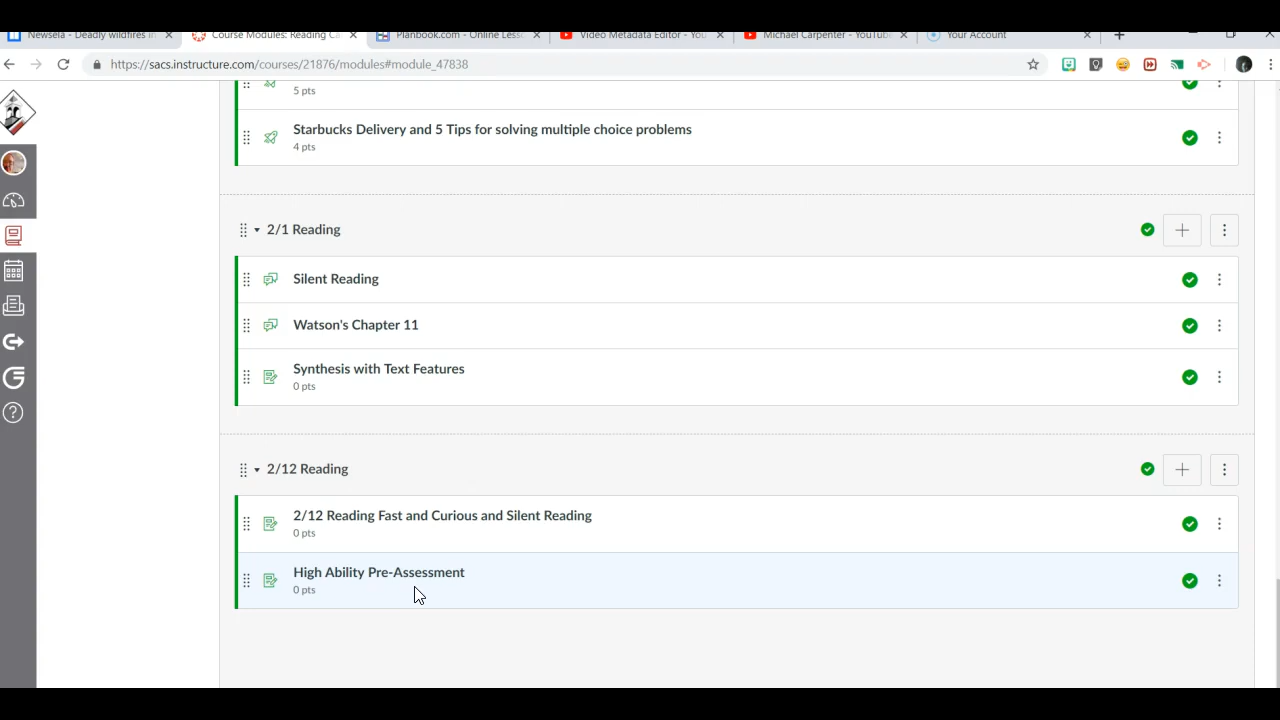 Newsela - Deadly wildfires in
Course Modules: Reading Ca
Planbook.com - Online Less
Video Metadata Editor - You
Michael Carpenter - YouTube
Your Account
https://sacs.instructure.com/courses/21876/modules#module_47838
5 pts
Starbucks Delivery and 5 Tips for solving multiple choice problems
4 pts
2/1 Reading
Silent Reading
Watson's Chapter 11
Synthesis with Text Features
0 pts
2/12 Reading
2/12 Reading Fast and Curious and Silent Reading
0 pts
High Ability Pre-Assessment
0 pts